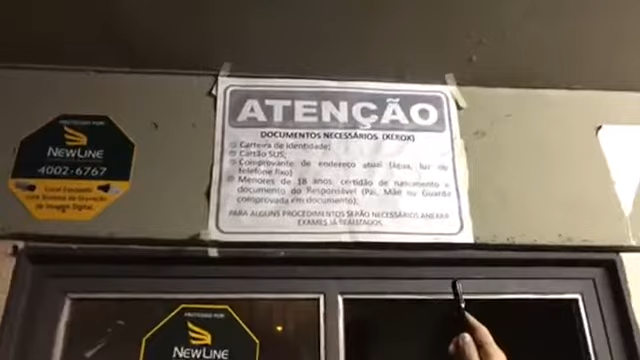 ATENÇÃO
DOCUMENTOS NECESSÁRIOS (XEROX)
Carteira de Identidade;
Cartão SUS;
Comprovante de endereço atual (água, luz ou
telefone fixo)
Menores de 18 anos: certidão de nascimento e
documento do Responsável (Pai, Mãe ou Guarda
comprovada em documento);
PARA ALGUNS PROCEDIMENTOS SERÃO NECESSÁRIOS ANEXAR
EXAMES JÁ REALIZADOS.
PROTEGIDO POR
NEWLINE
4002-6767
Local Equipado
com Sistema de Gravação
de Imagem Digital
PROTEGIDO POR
NEWLINE